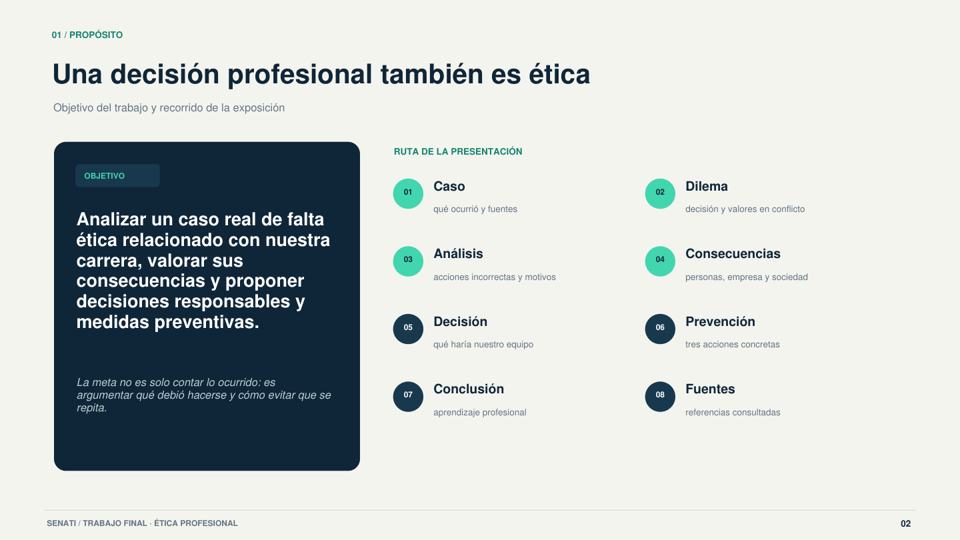 01 / PROPÓSITO
Una decisión profesional también es ética
Objetivo del trabajo y recorrido de la exposición
OBJETIVO
Analizar un caso real de falta
ética relacionado con nuestra
carrera, valorar sus
consecuencias y proponer
decisiones responsables y
medidas preventivas.
La meta no es solo contar lo ocurrido: es
argumentar qué debió hacerse y cómo evitar que se
repita.
RUTA DE LA PRESENTACIÓN
01
Caso
qué ocurrió y fuentes
02
Dilema
decisión y valores en conflicto
03
Análisis
acciones incorrectas y motivos
04
Consecuencias
personas, empresa y sociedad
05
Decisión
qué haría nuestro equipo
06
Prevención
tres acciones concretas
07
Conclusión
aprendizaje profesional
08
Fuentes
referencias consultadas
SENATI / TRABAJO FINAL · ÉTICA PROFESIONAL
02